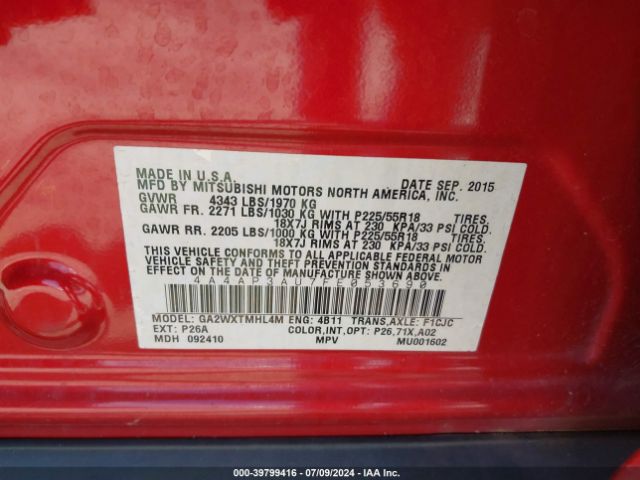 MADE IN U.S.A. DATE SEP. 2015
MFD BY MITSUBISHI MOTORS NORTH AMERICA, INC.
GVWR 4343 LBS/1970 KG
GAWR FR. 2271 LBS/1030 KG WITH P225/55R18 TIRES,
18X7J RIMS AT 230 KPA/33 PSI COLD.
GAWR RR. 2205 LBS/1000 KG WITH P225/55R18 TIRES,
18X7J RIMS AT 230 KPA/33 PSI COLD.
THIS VEHICLE CONFORMS TO ALL APPLICABLE FEDERAL MOTOR
VEHICLE SAFETY AND THEFT PREVENTION STANDARDS IN
EFFECT ON THE DATE OF MANUFACTURE SHOWN ABOVE.
4A4AP3AU7FE053690
MODEL: GA2WXTMHL4M ENG: 4B11 TRANS,AXLE: F1CJC
EXT: P26A COLOR,INT,OPT: P26,71X,A02
MDH 092410 MPV MU001602
000-39799416 - 07/09/2024 - IAA Inc.